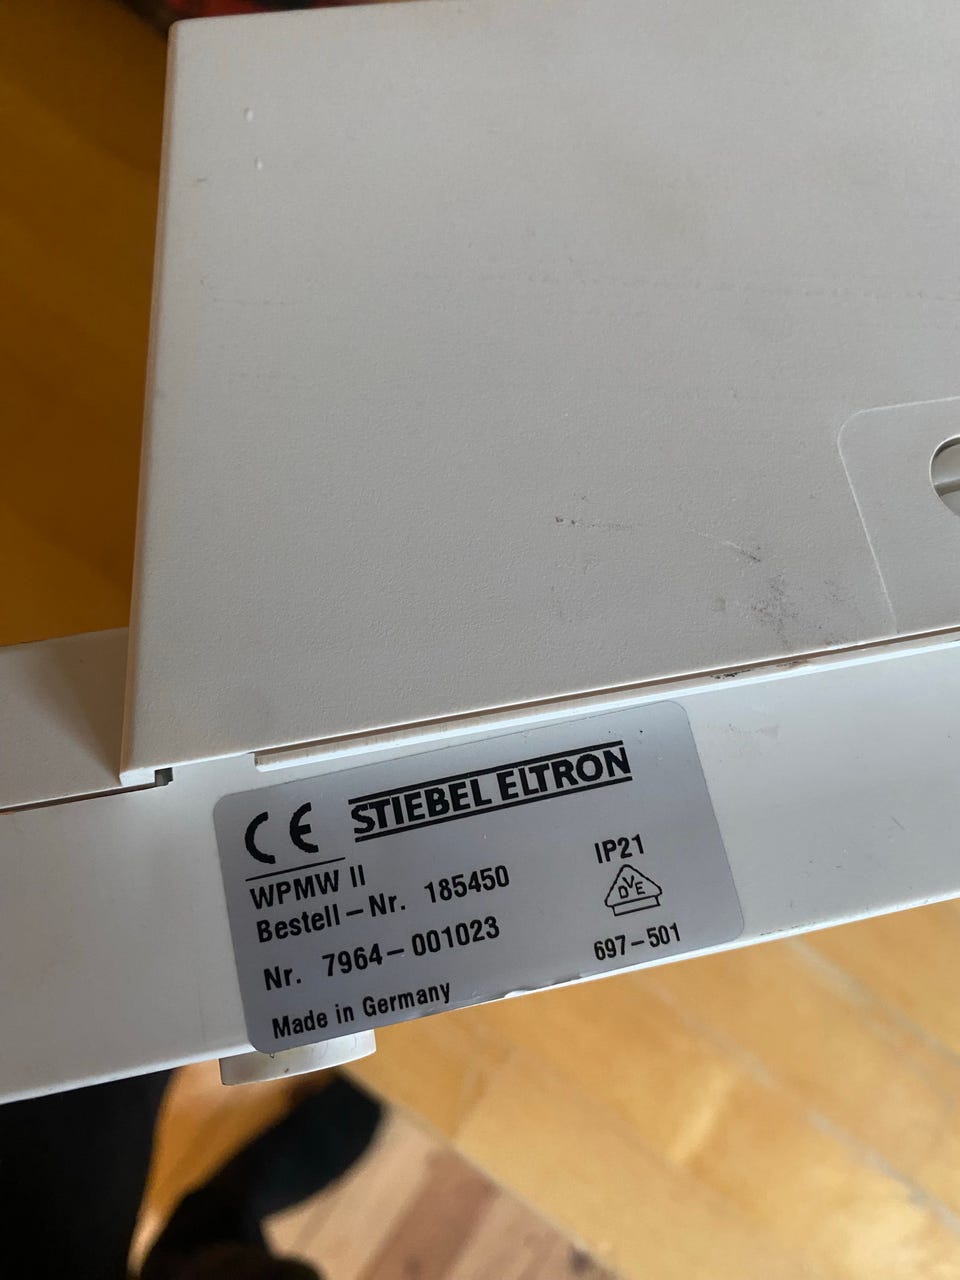 CE STIEBEL ELTRON
WPMW II IP21
Bestell-Nr. 185450
DVE
Nr. 7964-001023 697-501
Made in Germany